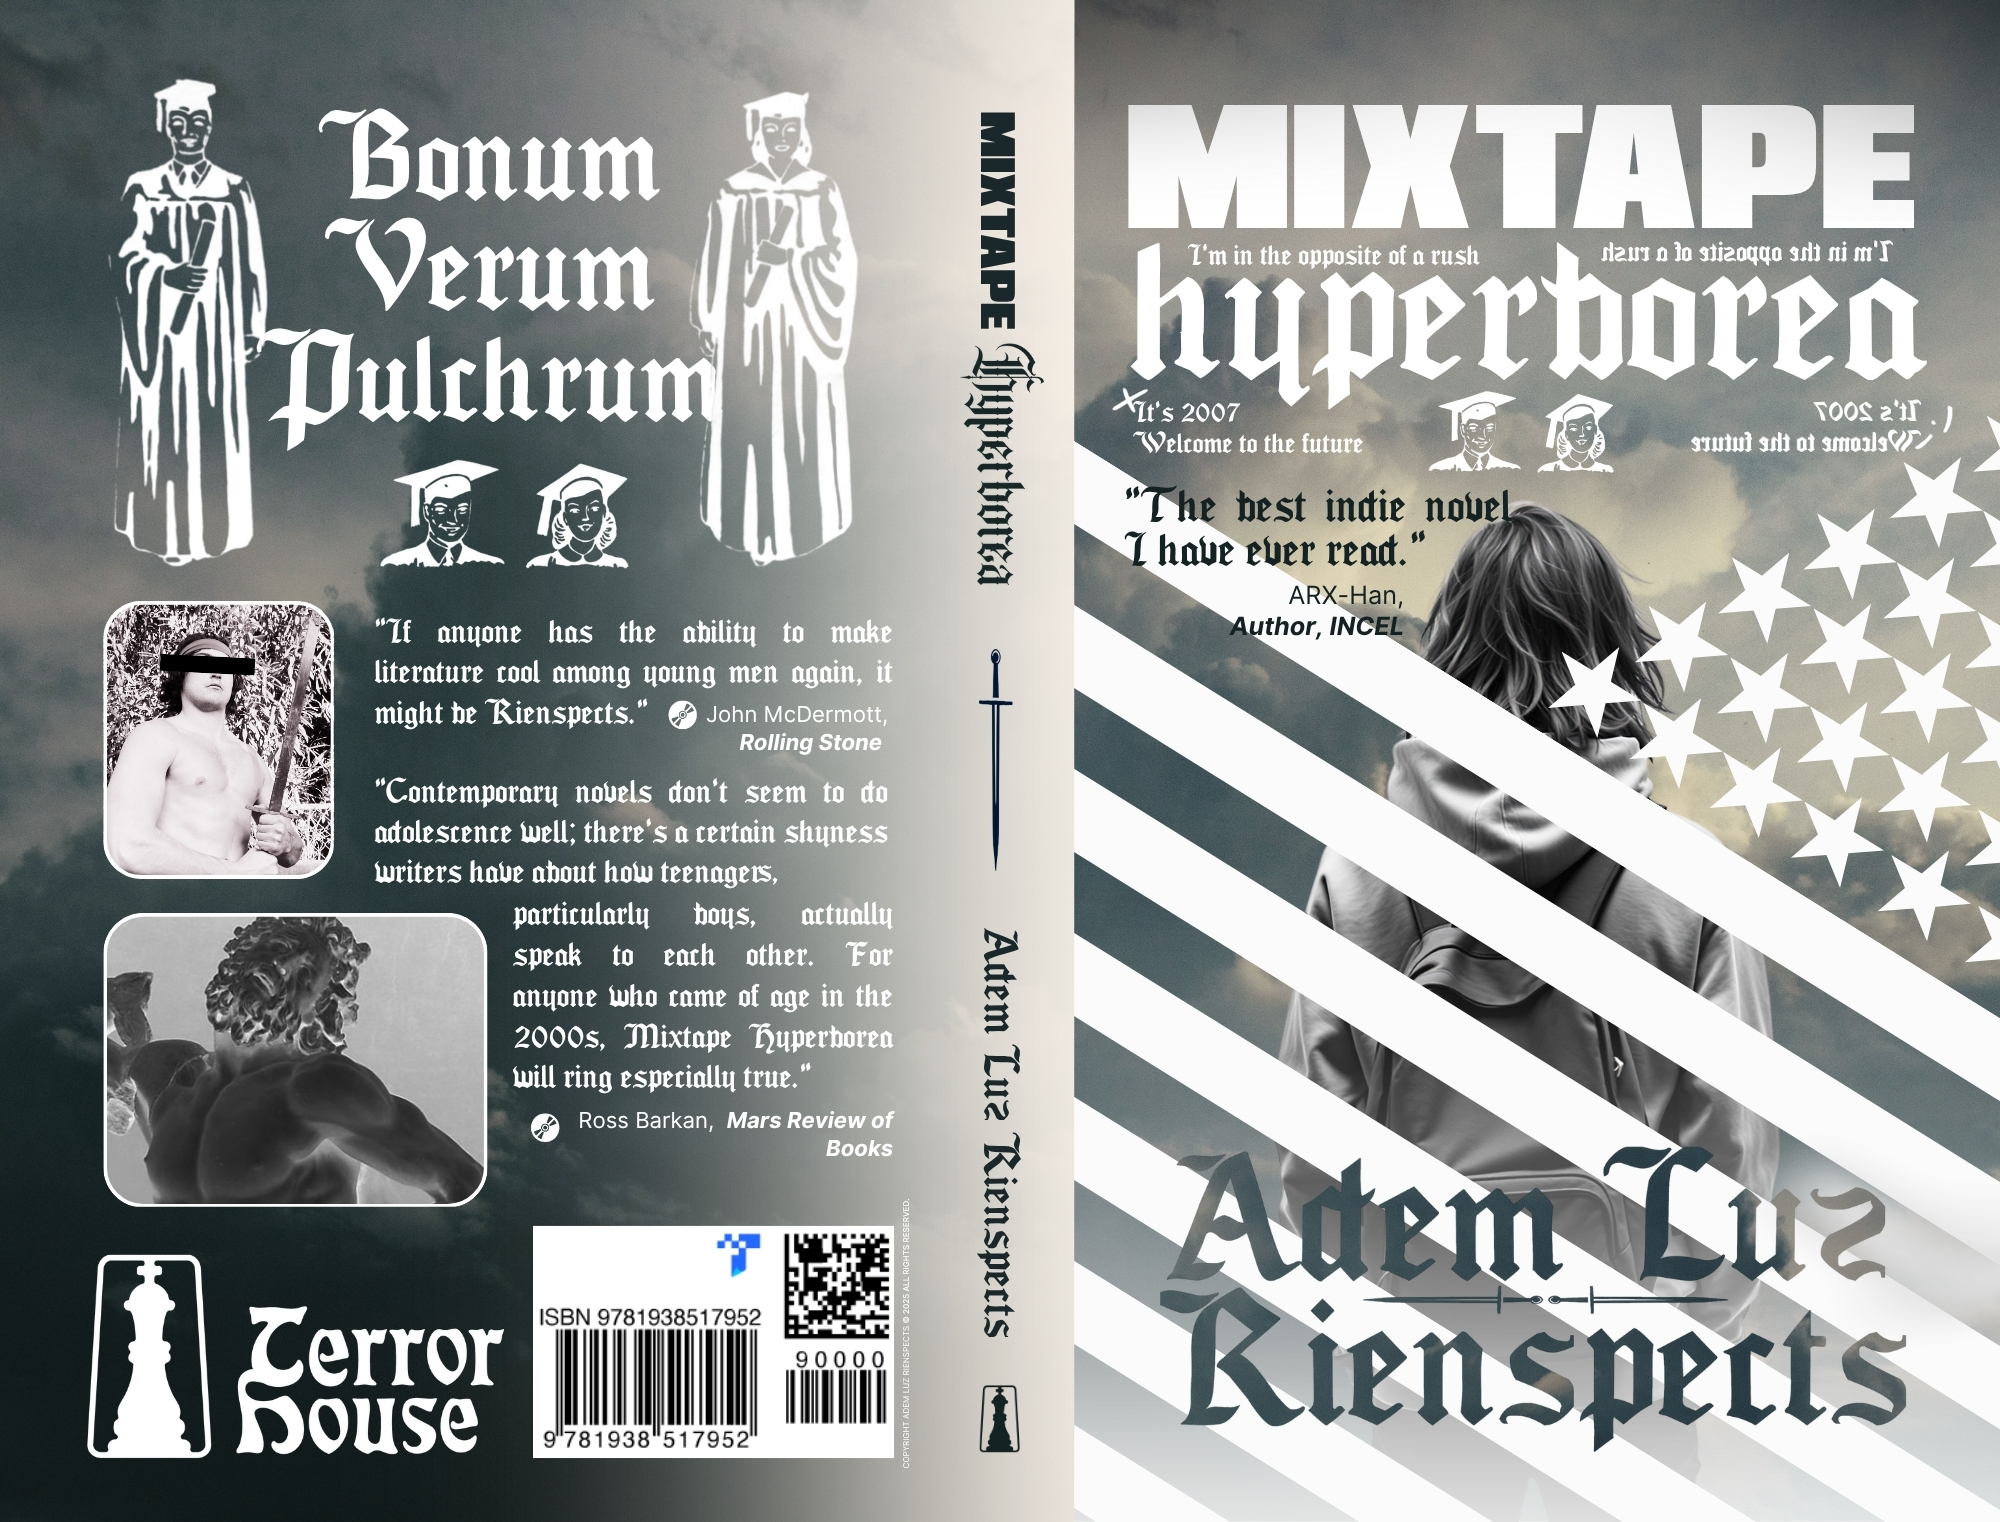 Bonum
Verum
Pulchrum
"If anyone has the ability to make
literature cool among young men again, it
might be Rienspects." John McDermott,
Rolling Stone
"Contemporary novels don't seem to do
adolescence well; there's a certain shyness
writers have about how teenagers,
particularly boys, actually
speak to each other. For
anyone who came of age in the
2000s, Mixtape Hyperborea
will ring especially true."
Ross Barkan, Mars Review of
Books
Terror
House
ISBN 9781938517952
90000
9 781938 517952
COPYRIGHT ADEM LUZ RIENSPECTS © 2025 ALL RIGHTS RESERVED.
MIXTAPE Hyperborea
Adem Luz Rienspects
MIXTAPE
I'm in the opposite of a rush
I'm in the opposite of a rush
hyperborea
It's 2007
It's 2007
Welcome to the future
Welcome to the future
"The best indie novel
I have ever read."
ARX-Han,
Author, INCEL
Adem Luz
Rienspects